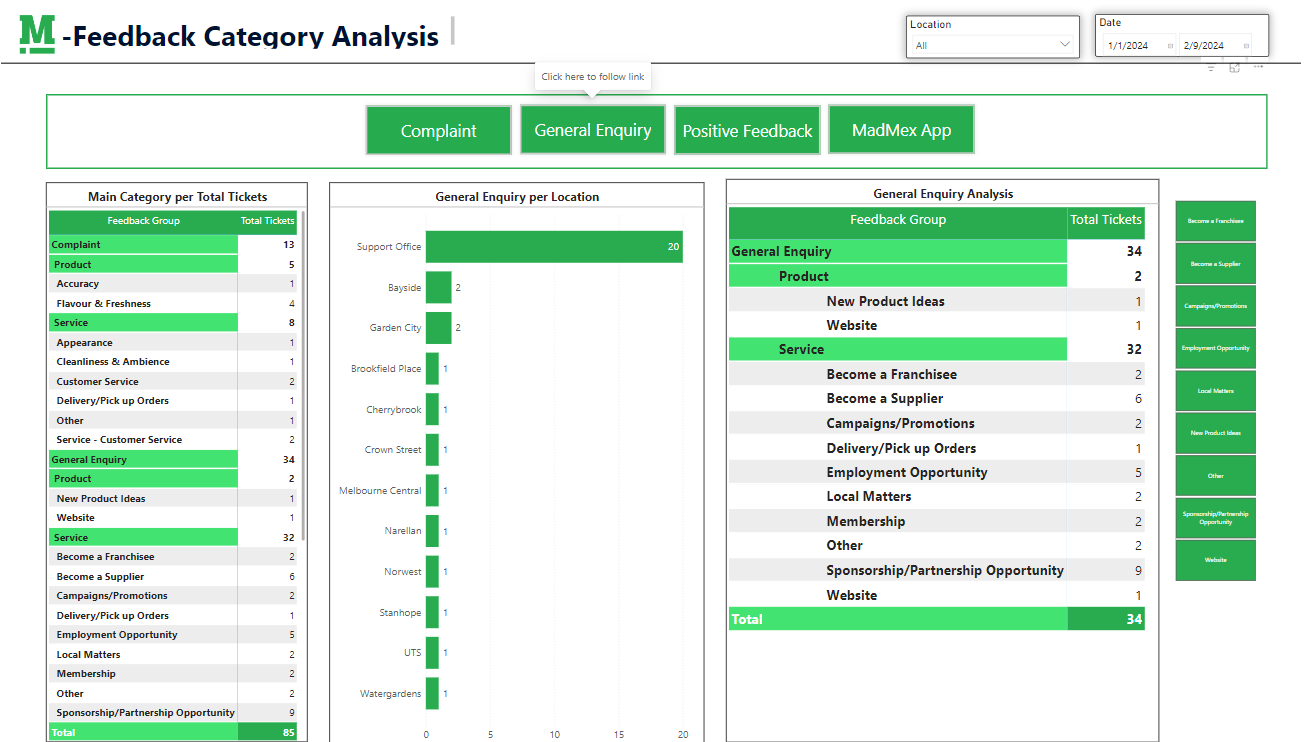 M -Feedback Category Analysis
Location
All
Date
1/1/2024 2/9/2024
Click here to follow link
Complaint General Enquiry Positive Feedback MadMex App
Main Category per Total Tickets
Feedback Group Total Tickets
Complaint 13
Product 5
Accuracy 1
Flavour & Freshness 4
Service 8
Appearance 1
Cleanliness & Ambience 1
Customer Service 2
Delivery/Pick up Orders 1
Other 1
Service - Customer Service 2
General Enquiry 34
Product 2
New Product Ideas 1
Website 1
Service 32
Become a Franchisee 2
Become a Supplier 6
Campaigns/Promotions 2
Delivery/Pick up Orders 1
Employment Opportunity 5
Local Matters 2
Membership 2
Other 2
Sponsorship/Partnership Opportunity 9
Total 85
General Enquiry per Location
Support Office 20
Bayside 2
Garden City 2
Brookfield Place 1
Cherrybrook 1
Crown Street 1
Melbourne Central 1
Narellan 1
Norwest 1
Stanhope 1
UTS 1
Watergardens 1
0 5 10 15 20
General Enquiry Analysis
Feedback Group Total Tickets
General Enquiry 34
Product 2
New Product Ideas 1
Website 1
Service 32
Become a Franchisee 2
Become a Supplier 6
Campaigns/Promotions 2
Delivery/Pick up Orders 1
Employment Opportunity 5
Local Matters 2
Membership 2
Other 2
Sponsorship/Partnership Opportunity 9
Website 1
Total 34
Become a Franchisee
Become a Supplier
Campaigns/Promotions
Employment Opportunity
Local Matters
New Product Ideas
Other
Sponsorship/Partnership
Opportunity
Website